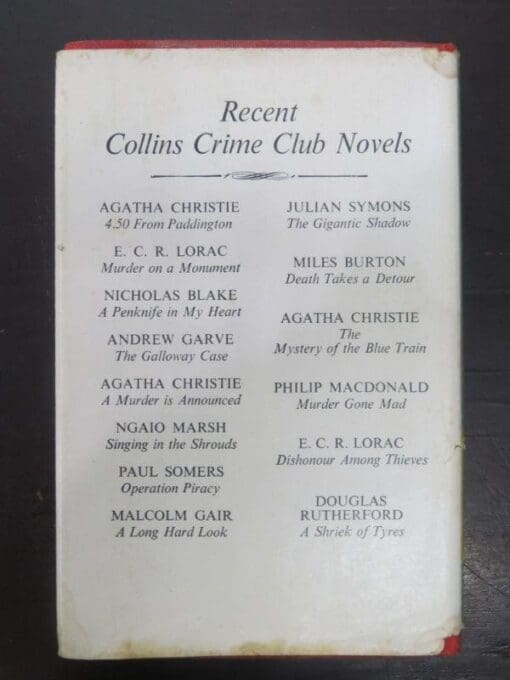 Recent
Collins Crime Club Novels
AGATHA CHRISTIE
4.50 From Paddington
E. C. R. LORAC
Murder on a Monument
NICHOLAS BLAKE
A Penknife in My Heart
ANDREW GARVE
The Galloway Case
AGATHA CHRISTIE
A Murder is Announced
NGAIO MARSH
Singing in the Shrouds
PAUL SOMERS
Operation Piracy
MALCOLM GAIR
A Long Hard Look
JULIAN SYMONS
The Gigantic Shadow
MILES BURTON
Death Takes a Detour
AGATHA CHRISTIE
The
Mystery of the Blue Train
PHILIP MACDONALD
Murder Gone Mad
E. C. R. LORAC
Dishonour Among Thieves
DOUGLAS
RUTHERFORD
A Shriek of Tyres